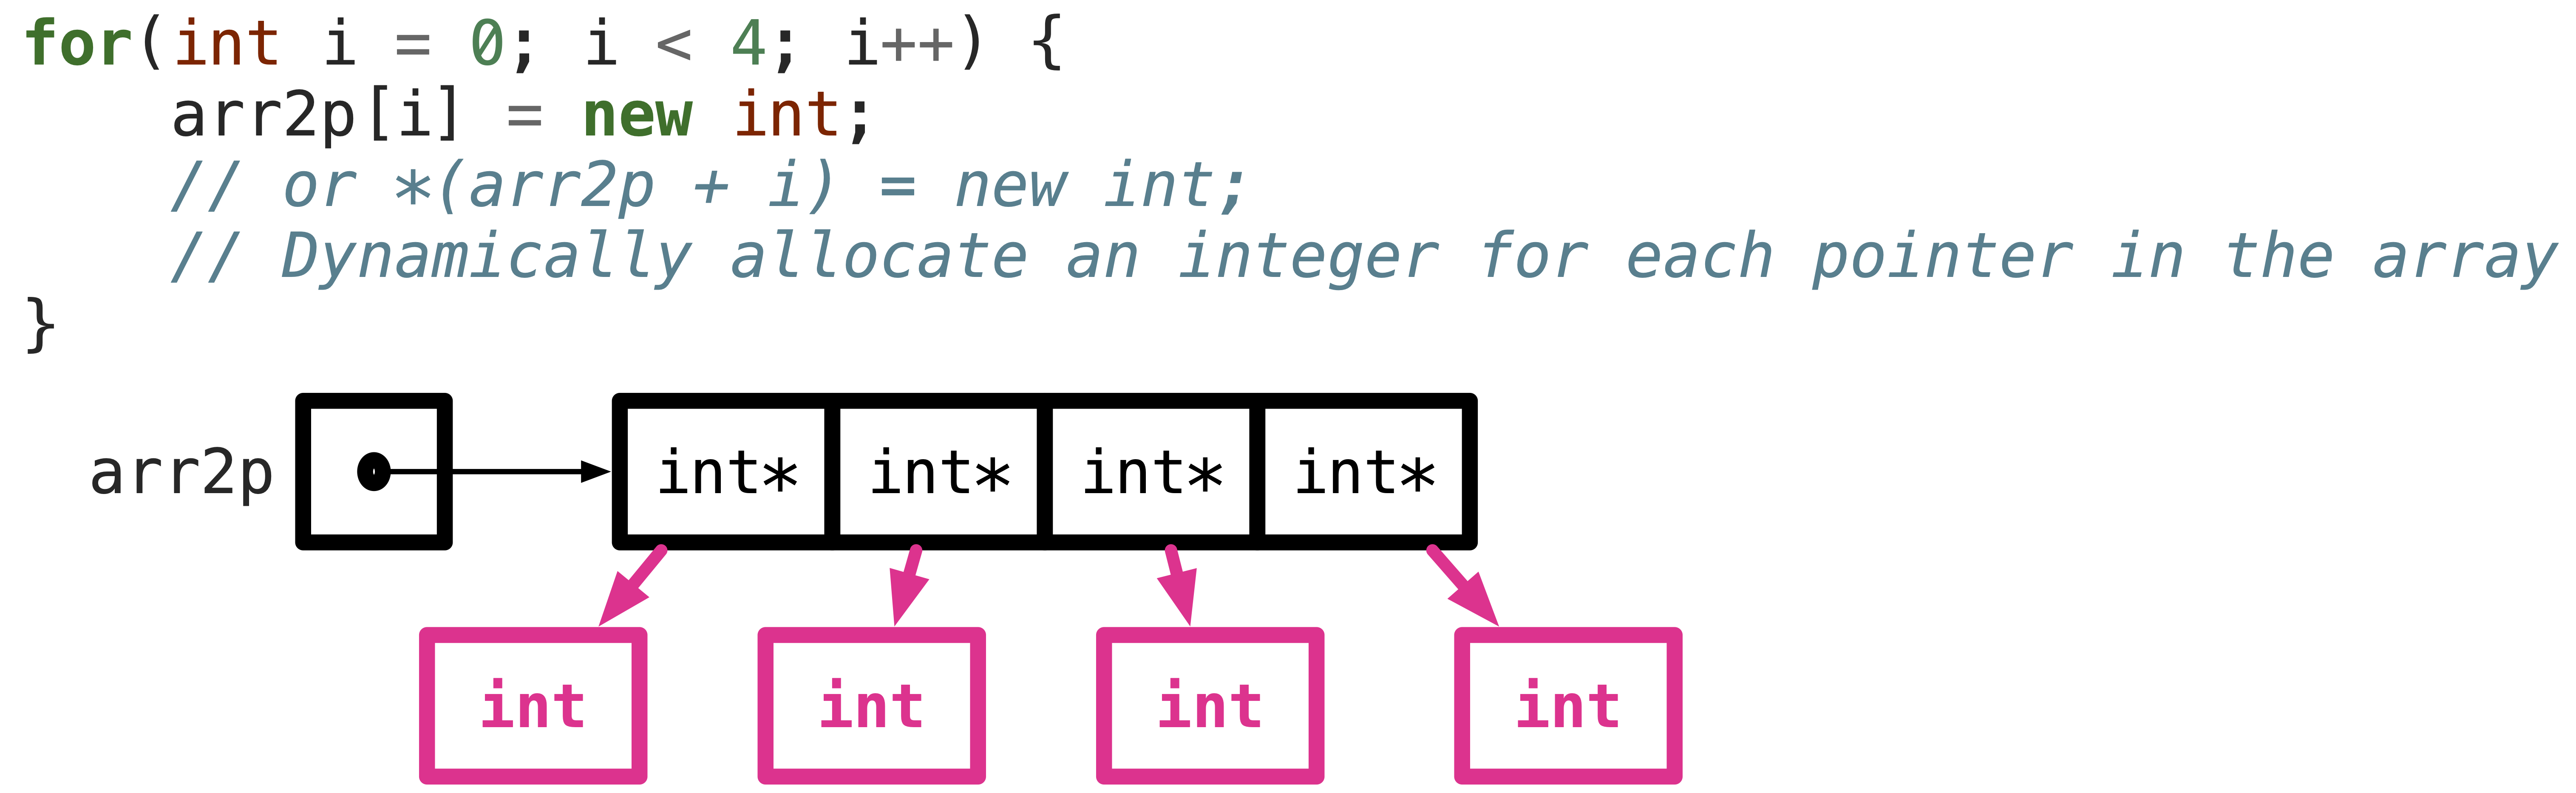 for(int i = 0; i < 4; i++) {
    arr2p[i] = new int;
    // or *(arr2p + i) = new int;
    // Dynamically allocate an integer for each pointer in the array
}
arr2p int* int* int* int*
int int int int